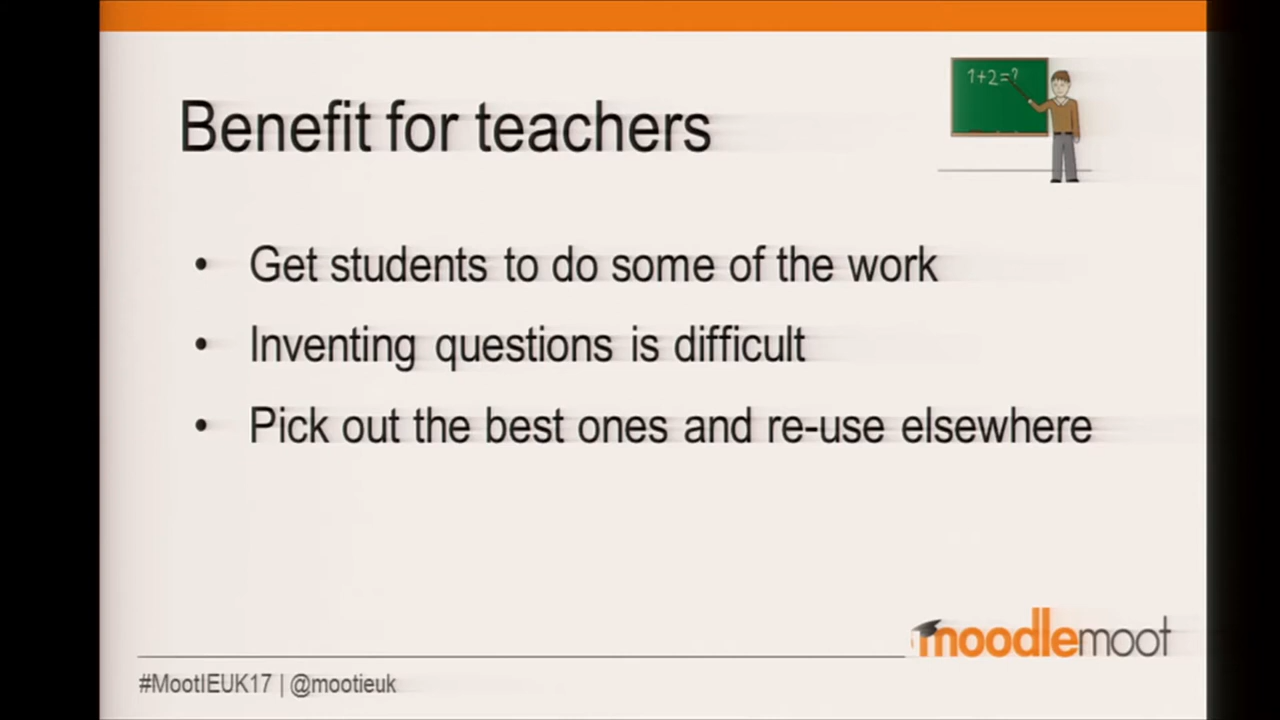 1+2=?
Benefit for teachers
• Get students to do some of the work
• Inventing questions is difficult
• Pick out the best ones and re-use elsewhere
moodlemoot
#MootIEUK17 | @mootieuk